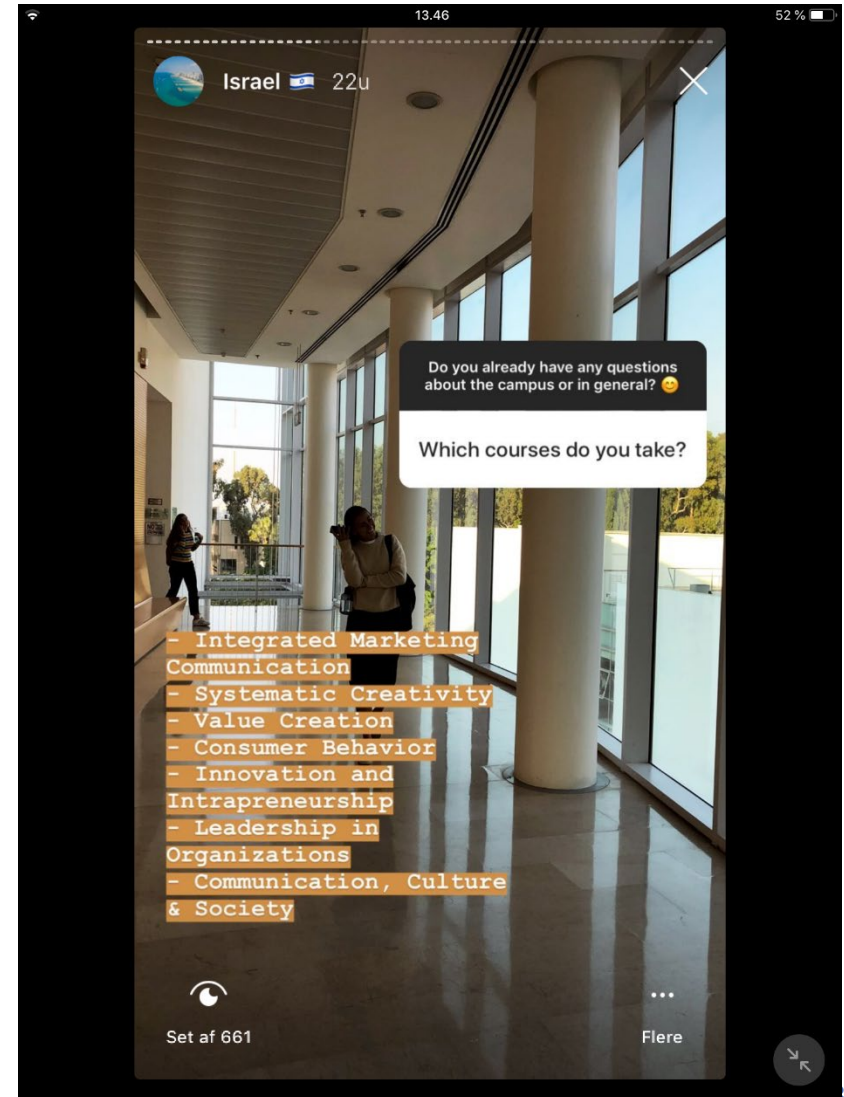 13.46
52 %
Israel 🇮🇱 22u
Do you already have any questions
about the campus or in general? 😊
Which courses do you take?
- Integrated Marketing
Communication
- Systematic Creativity
- Value Creation
- Consumer Behavior
- Innovation and
Intrapreneurship
- Leadership in
Organizations
- Communication, Culture
& Society
Set af 661
Flere